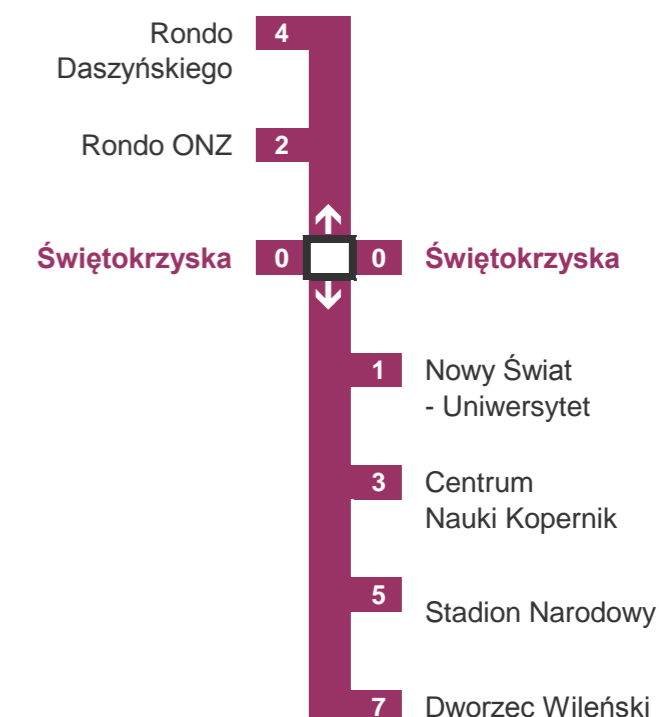 Rondo 4
Daszyńskiego
Rondo ONZ 2
Świętokrzyska 0 0 Świętokrzyska
1 Nowy Świat
- Uniwersytet
3 Centrum
Nauki Kopernik
5
Stadion Narodowy
7 Dworzec Wileński